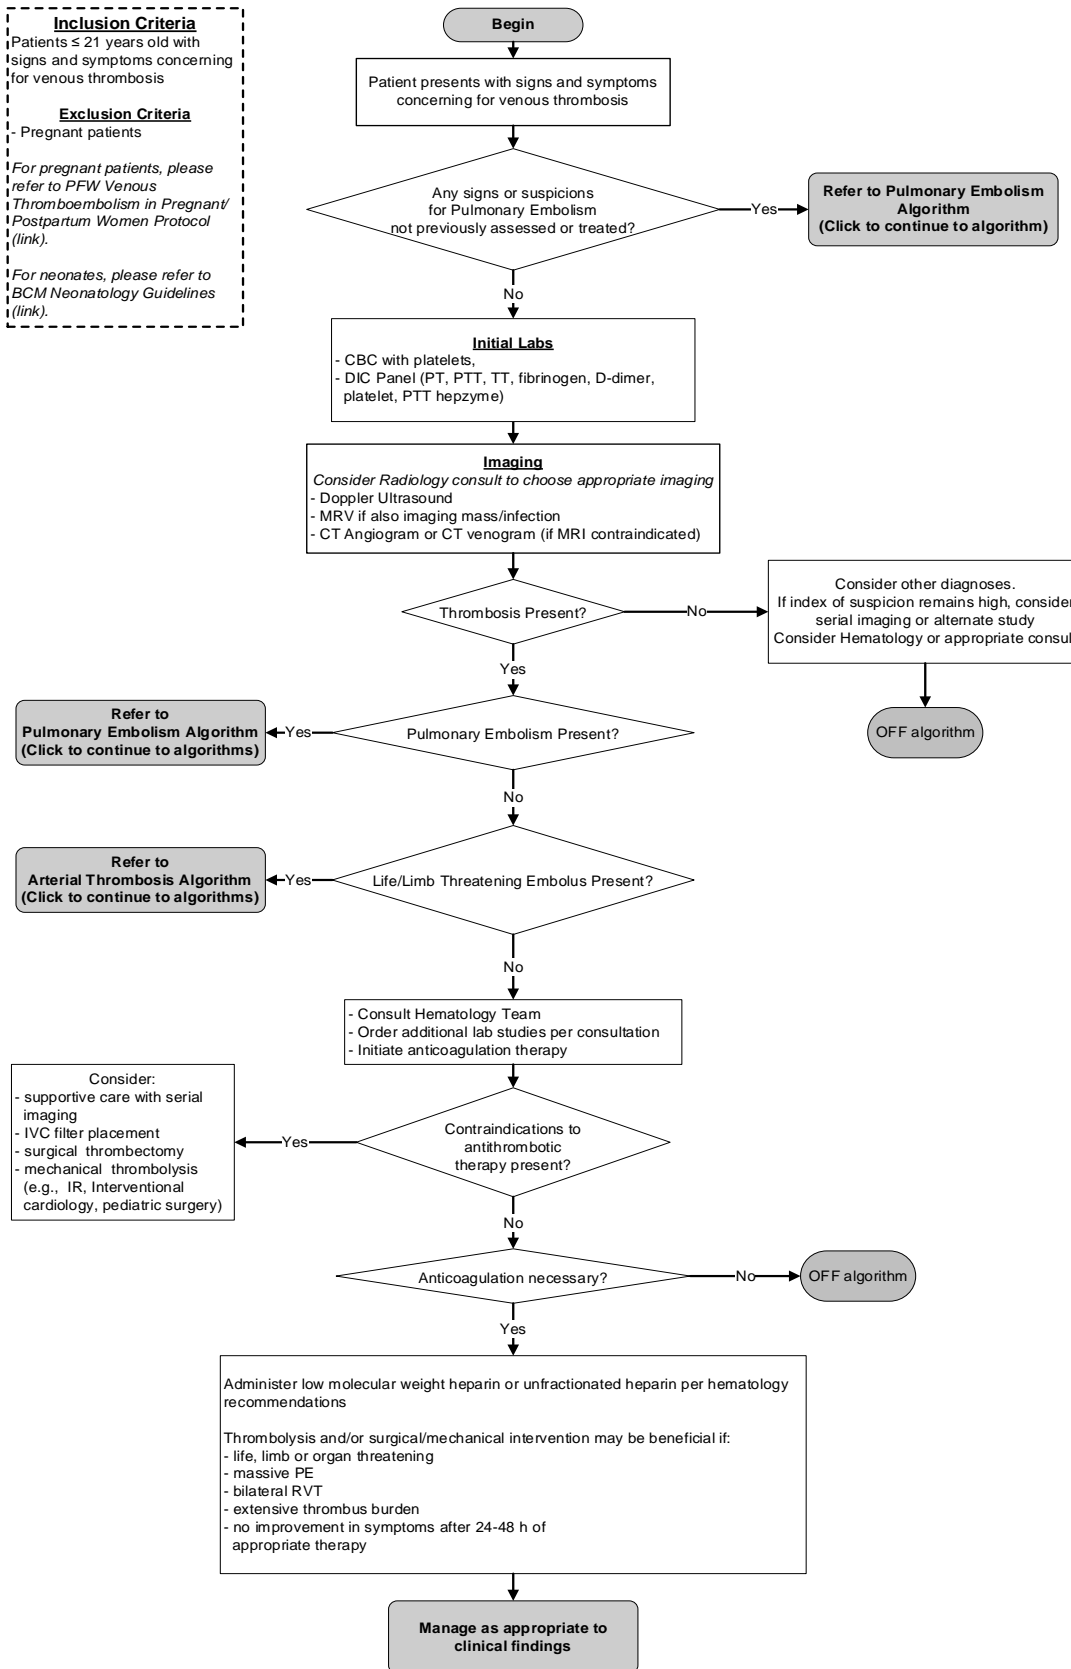 Inclusion Criteria
Patients ≤ 21 years old with
signs and symptoms concerning
for venous thrombosis
Exclusion Criteria
- Pregnant patients
For pregnant patients, please
refer to PFW Venous
Thromboembolism in Pregnant/
Postpartum Women Protocol
(link).
For neonates, please refer to
BCM Neonatology Guidelines
(link).
Begin
Patient presents with signs and symptoms
concerning for venous thrombosis
Any signs or suspicions
for Pulmonary Embolism
not previously assessed or treated?
Yes
Refer to Pulmonary Embolism
Algorithm
(Click to continue to algorithm)
No
Initial Labs
- CBC with platelets,
- DIC Panel (PT, PTT, TT, fibrinogen, D-dimer,
platelet, PTT hepzyme)
Imaging
Consider Radiology consult to choose appropriate imaging
- Doppler Ultrasound
- MRV if also imaging mass/infection
- CT Angiogram or CT venogram (if MRI contraindicated)
Thrombosis Present?
No
Consider other diagnoses.
If index of suspicion remains high, consider
serial imaging or alternate study
Consider Hematology or appropriate consul
OFF algorithm
Yes
Pulmonary Embolism Present?
Yes
Refer to
Pulmonary Embolism Algorithm
(Click to continue to algorithms)
No
Life/Limb Threatening Embolus Present?
Yes
Refer to
Arterial Thrombosis Algorithm
(Click to continue to algorithms)
No
- Consult Hematology Team
- Order additional lab studies per consultation
- Initiate anticoagulation therapy
Contraindications to
antithrombotic
therapy present?
Yes
Consider:
- supportive care with serial
imaging
- IVC filter placement
- surgical thrombectomy
- mechanical thrombolysis
(e.g., IR, Interventional
cardiology, pediatric surgery)
No
Anticoagulation necessary?
No
OFF algorithm
Yes
Administer low molecular weight heparin or unfractionated heparin per hematology
recommendations
Thrombolysis and/or surgical/mechanical intervention may be beneficial if:
- life, limb or organ threatening
- massive PE
- bilateral RVT
- extensive thrombus burden
- no improvement in symptoms after 24-48 h of
appropriate therapy
Manage as appropriate to
clinical findings